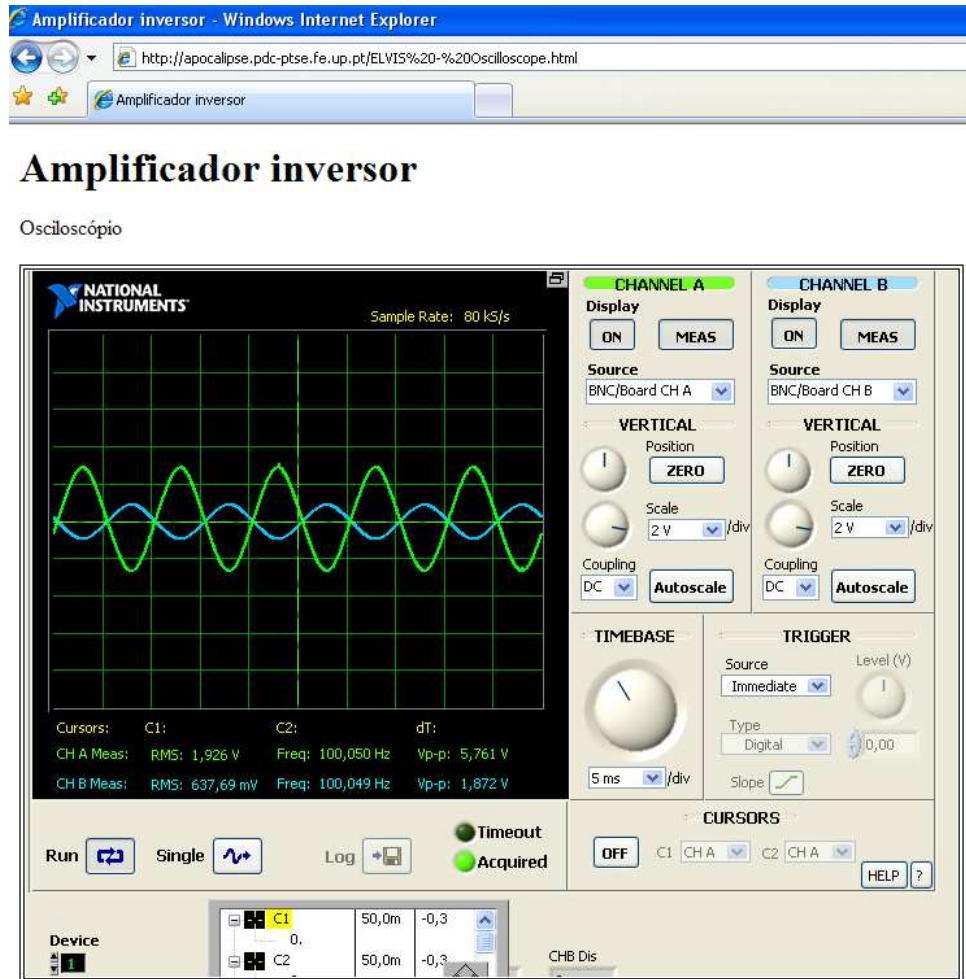 Amplificador inversor - Windows Internet Explorer
http://apocalipse.pdc-ptse.fe.up.pt/ELVIS%20-%20Oscilloscope.html
Amplificador inversor
Amplificador inversor
Osciloscópio
NATIONAL
INSTRUMENTS
Sample Rate: 80 kS/s
Cursors: C1: C2: dT:
CH A Meas: RMS: 1,926 V Freq: 100,050 Hz Vp-p: 5,761 V
CH B Meas: RMS: 637,69 mV Freq: 100,049 Hz Vp-p: 1,872 V
CHANNEL A
Display
ON MEAS
Source
BNC/Board CH A
VERTICAL
Position
ZERO
Scale
2 V /div
Coupling
DC Autoscale
CHANNEL B
Display
ON MEAS
Source
BNC/Board CH B
VERTICAL
Position
ZERO
Scale
2 V /div
Coupling
DC Autoscale
TIMEBASE
5 ms /div
TRIGGER
Source Level (V)
Immediate
Type
Digital 0,00
Slope
CURSORS
OFF C1 CH A C2 CH A
HELP ?
Run Single Log
Timeout
Acquired
Device
1
C1 50,0m -0,3
0.
C2 50,0m -0,3
CHB Dis